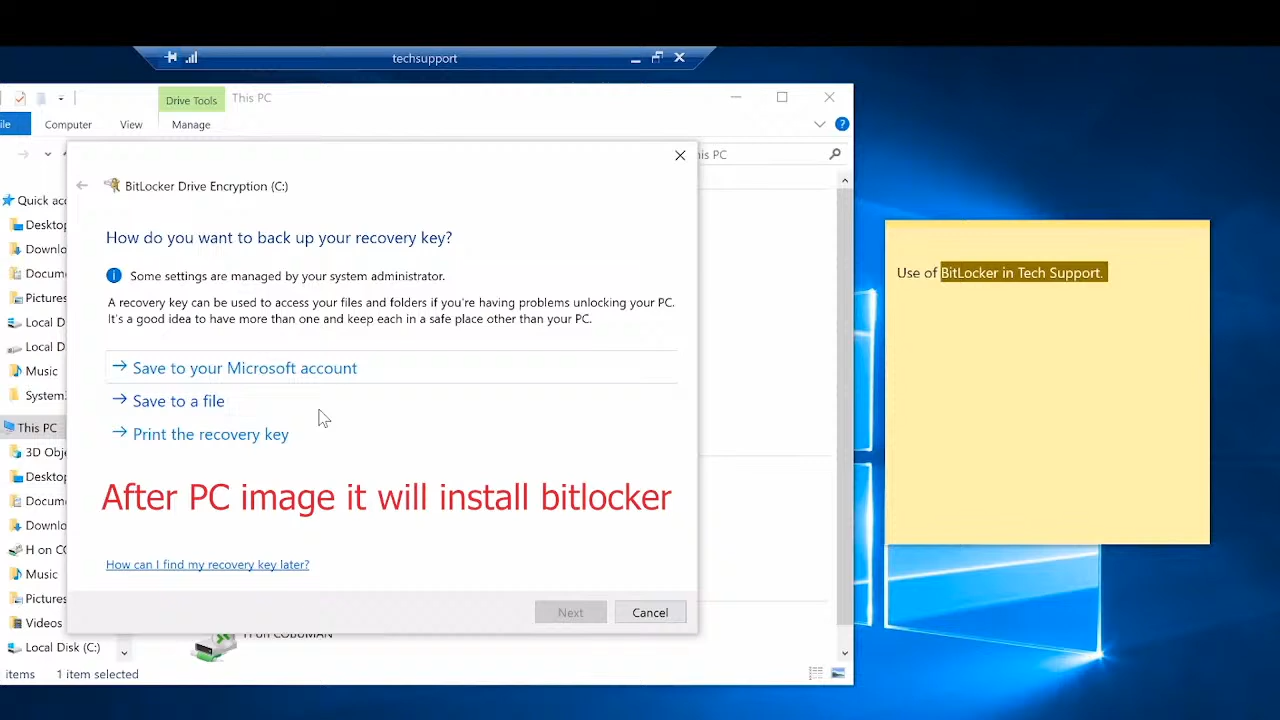 techsupport
Drive Tools
This PC
ile
Computer
View
Manage
his PC
BitLocker Drive Encryption (C:)
How do you want to back up your recovery key?
Some settings are managed by your system administrator.
A recovery key can be used to access your files and folders if you're having problems unlocking your PC.
It's a good idea to have more than one and keep each in a safe place other than your PC.
Save to your Microsoft account
Save to a file
Print the recovery key
After PC image it will install bitlocker
How can I find my recovery key later?
Next
Cancel
Quick acc
Desktop
Downlo
Docum
Pictures
Local D
Local D
Music
System
This PC
3D Obje
Desktop
Docum
Downlo
H on CO
Music
Pictures
Videos
Local Disk (C:)
H on COBUMAN
items
1 item selected
Use of BitLocker in Tech Support.